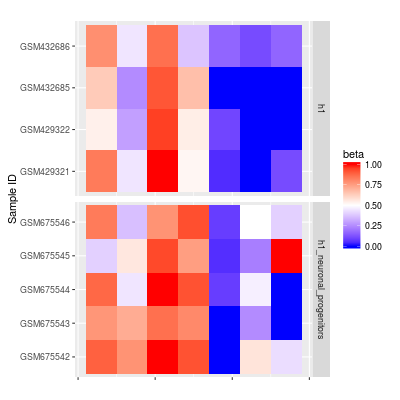 GSM432686
GSM432685
GSM429322
GSM429321
h1
GSM675546
GSM675545
GSM675544
GSM675543
GSM675542
h1_neuronal_progenitors
Sample ID
beta
1.00
0.75
0.50
0.25
0.00